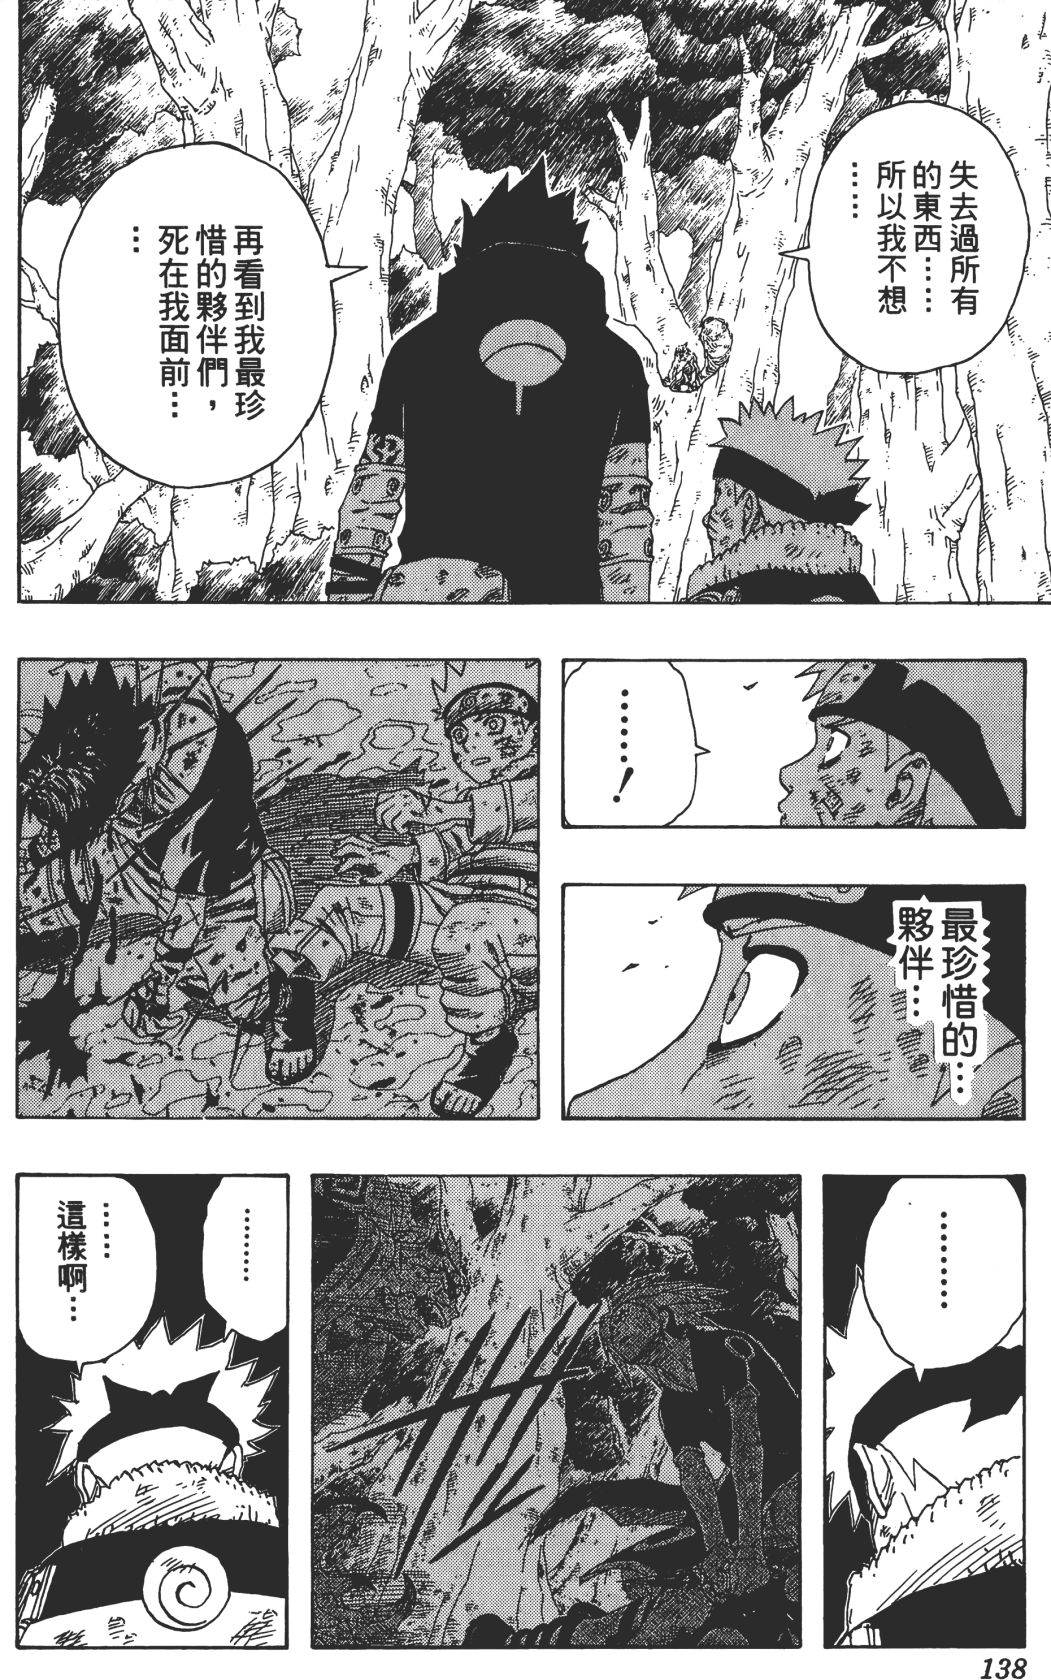 失去過所有
的東西……
所以我不想
……
再看到我最珍
惜的夥伴們，
死在我面前…
…
……！
最珍惜的…
夥伴…
………
………
……
這樣啊…
138